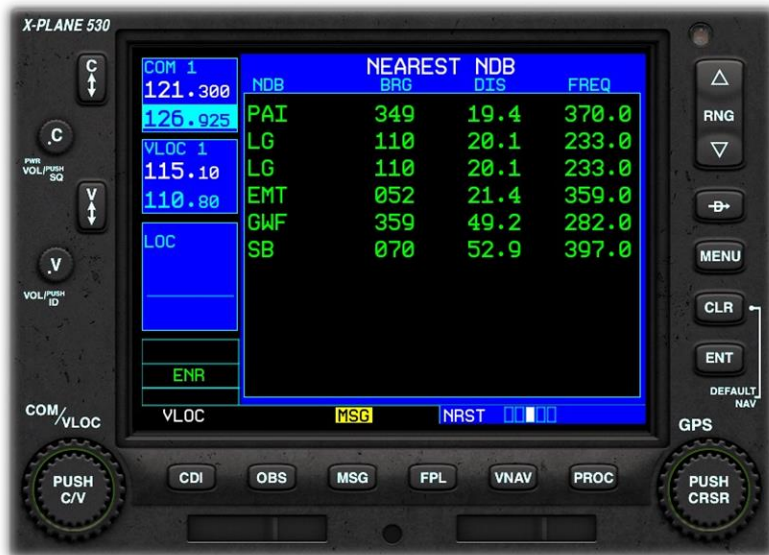 X-PLANE 530
C
.C
PWR
VOL/PUSH
SQ
V
.V
VOL/PUSH
ID
COM/VLOC
PUSH
C/V
COM 1
121.300
126.925
VLOC 1
115.10
110.80
LOC
ENR
VLOC
MSG
NRST
NEAREST NDB
NDB BRG DIS FREQ
PAI 349 19.4 370.0
LG 110 20.1 233.0
LG 110 20.1 233.0
EMT 052 21.4 359.0
GWF 359 49.2 282.0
SB 070 52.9 397.0
RNG
D
MENU
CLR
ENT
DEFAULT
NAV
GPS
PUSH
CRSR
CDI OBS MSG FPL VNAV PROC